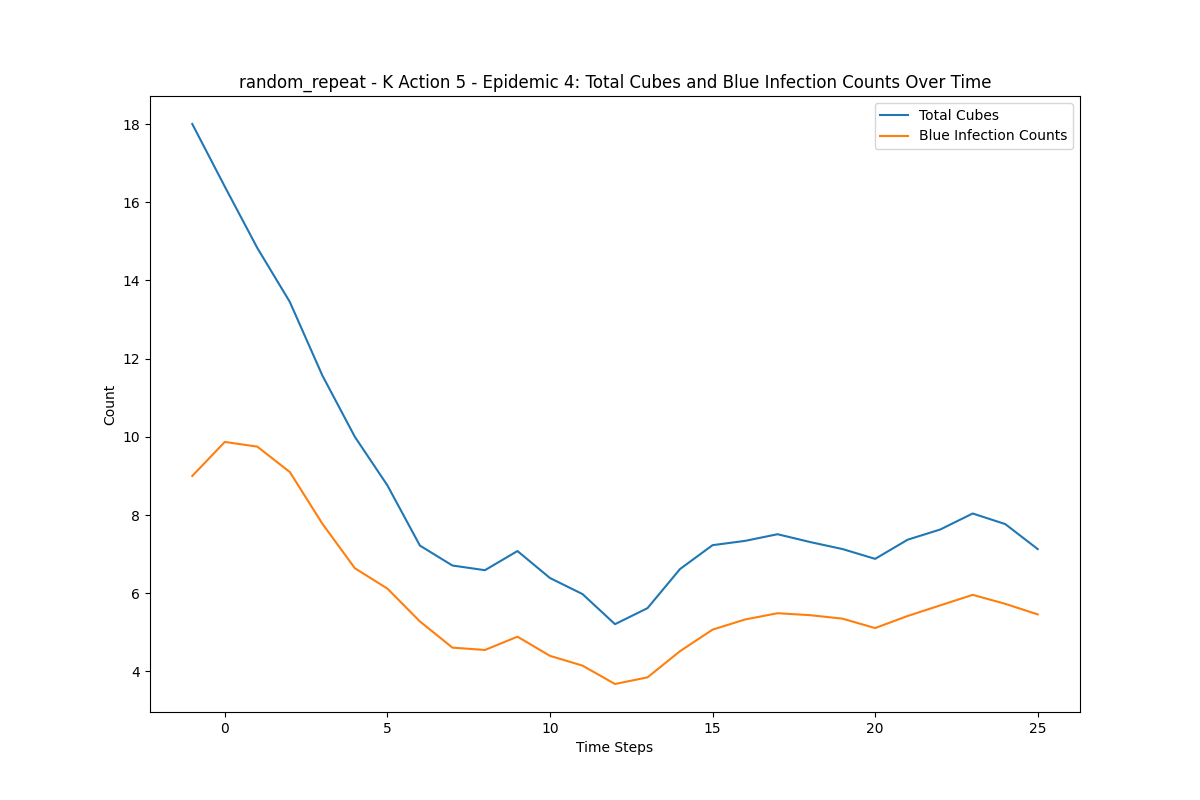 random_repeat - K Action 5 - Epidemic 4: Total Cubes and Blue Infection Counts Over Time
Total Cubes
Blue Infection Counts
18
16
14
12
10
8
6
4
Count
0 5 10 15 20 25
Time Steps